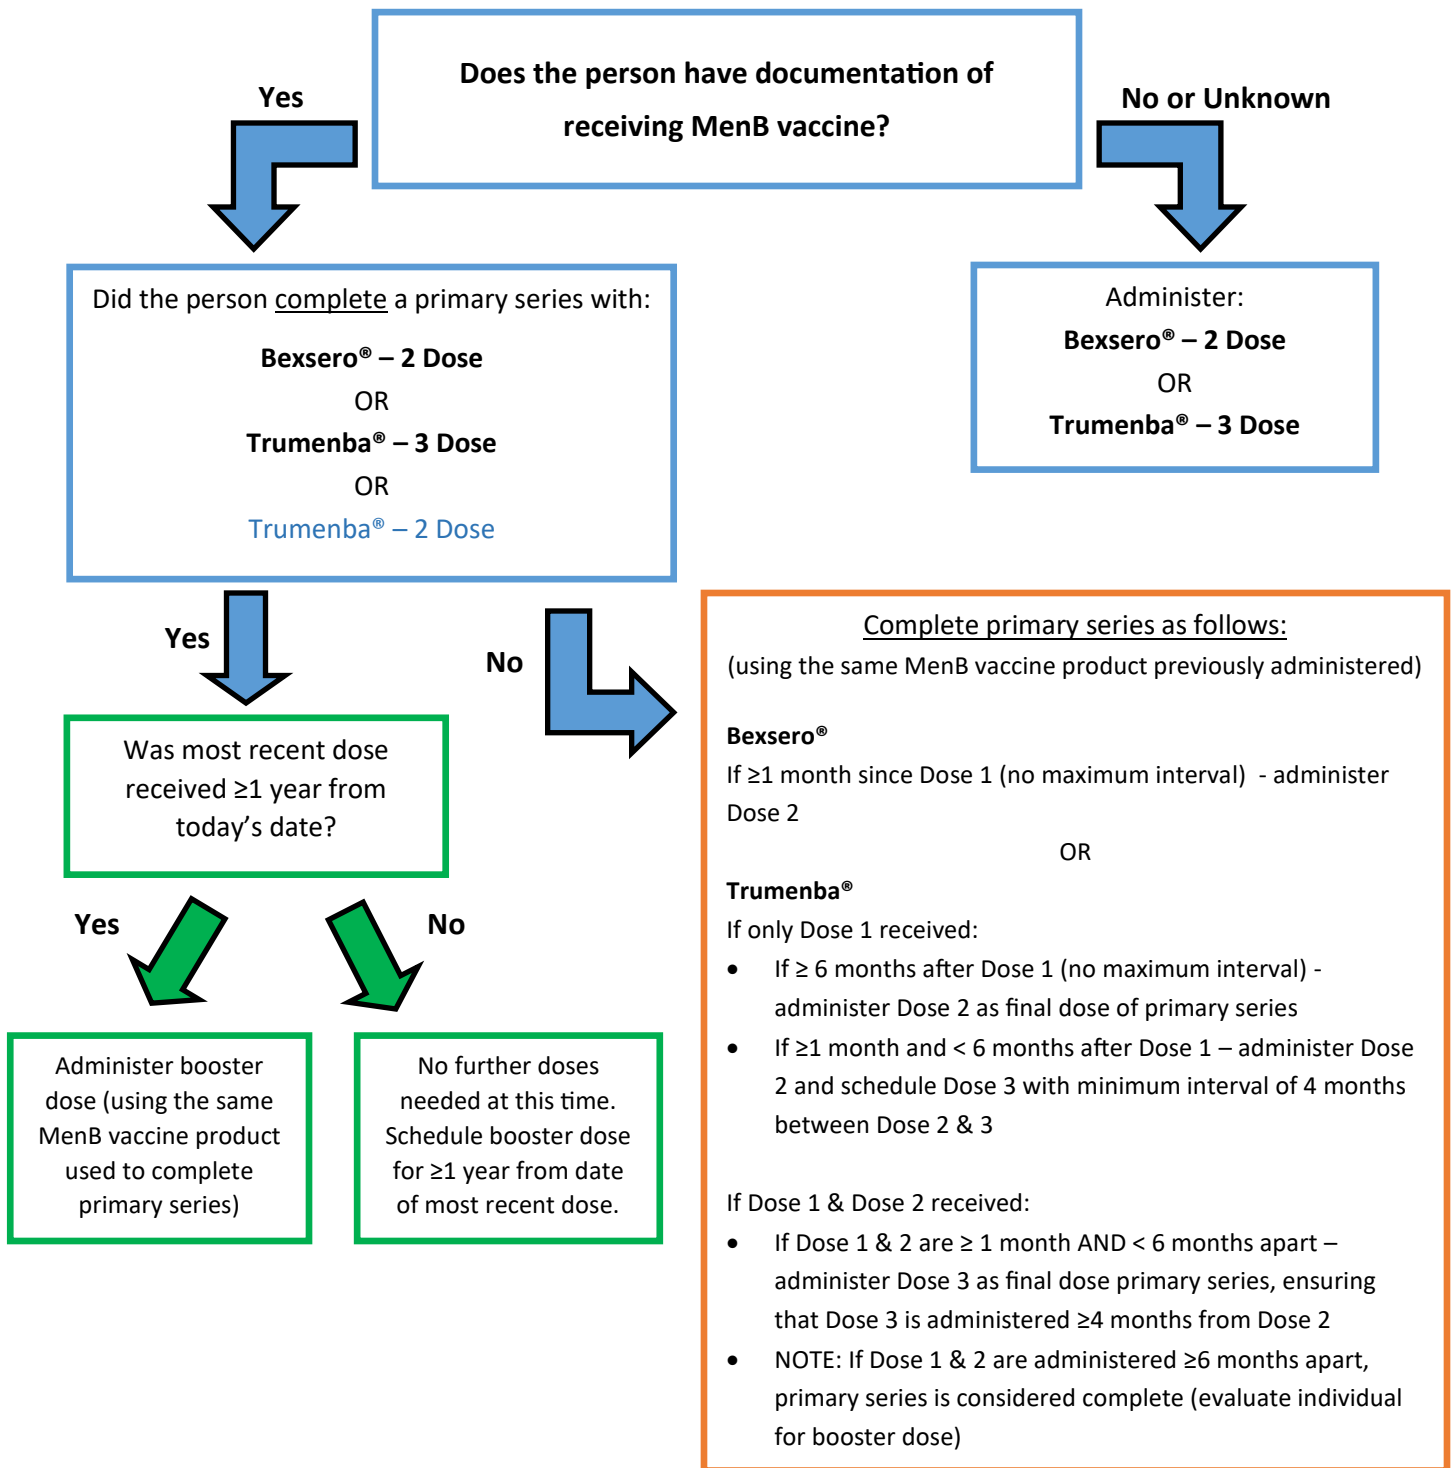 Does the person have documentation of
receiving MenB vaccine?
Yes
No or Unknown
Did the person complete a primary series with:
Bexsero® – 2 Dose
OR
Trumenba® – 3 Dose
OR
Trumenba® – 2 Dose
Administer:
Bexsero® – 2 Dose
OR
Trumenba® – 3 Dose
Yes
No
Was most recent dose
received ≥1 year from
today’s date?
Yes
No
Administer booster
dose (using the same
MenB vaccine product
used to complete
primary series)
No further doses
needed at this time.
Schedule booster dose
for ≥1 year from date
of most recent dose.
Complete primary series as follows:
(using the same MenB vaccine product previously administered)
Bexsero®
If ≥1 month since Dose 1 (no maximum interval)  - administer
Dose 2
OR
Trumenba®
If only Dose 1 received:
• If ≥ 6 months after Dose 1 (no maximum interval) -
administer Dose 2 as final dose of primary series
• If ≥1 month and < 6 months after Dose 1 – administer Dose
2 and schedule Dose 3 with minimum interval of 4 months
between Dose 2 & 3
If Dose 1 & Dose 2 received:
• If Dose 1 & 2 are ≥ 1 month AND < 6 months apart –
administer Dose 3 as final dose primary series, ensuring
that Dose 3 is administered ≥4 months from Dose 2
• NOTE: If Dose 1 & 2 are administered ≥6 months apart,
primary series is considered complete (evaluate individual
for booster dose)